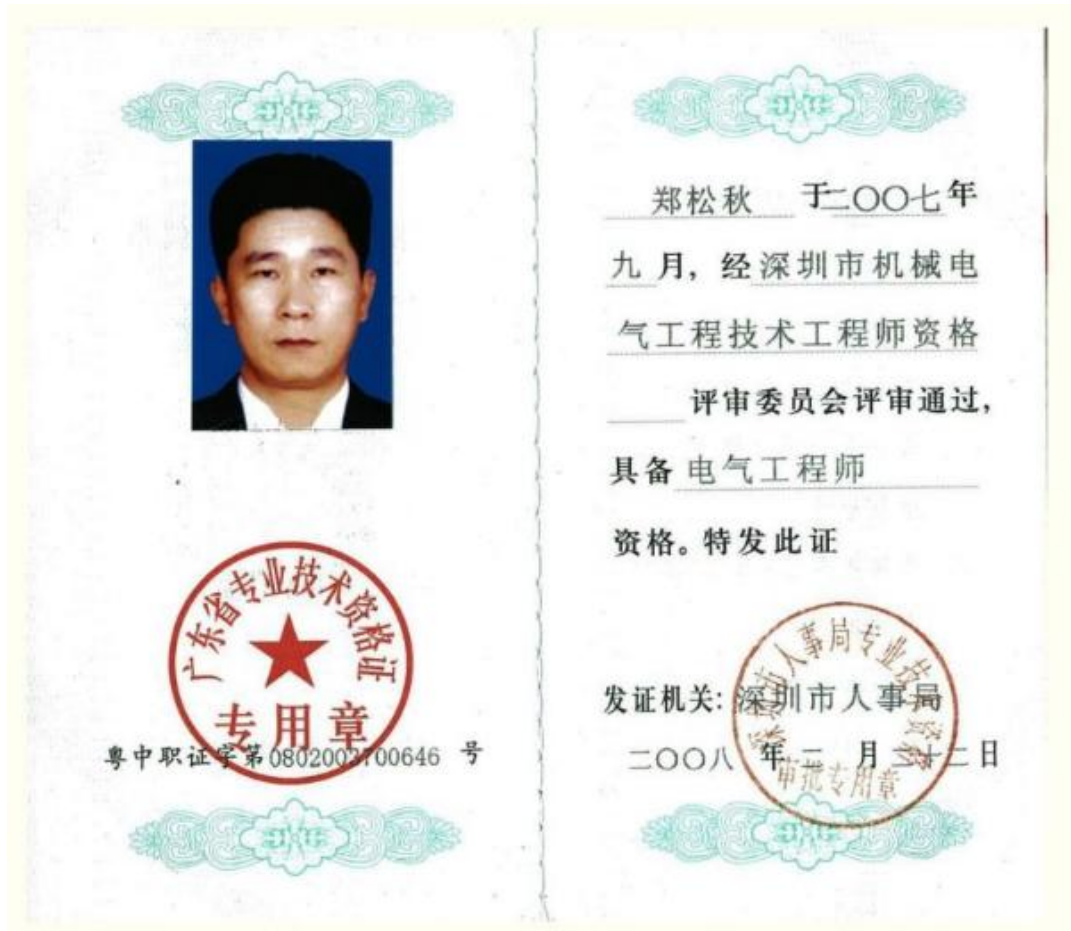 广东省专业技术资格证
专用章
粤中职证字第0802003700646 号
郑松秋 于二〇〇七年
九月，经深圳市机械电
气工程技术工程师资格
评审委员会评审通过，
具备电气工程师
资格。特发此证
发证机关：深圳市人事局
二〇〇八年二月二十二日
深圳市人事局专业技术资格
审批专用章